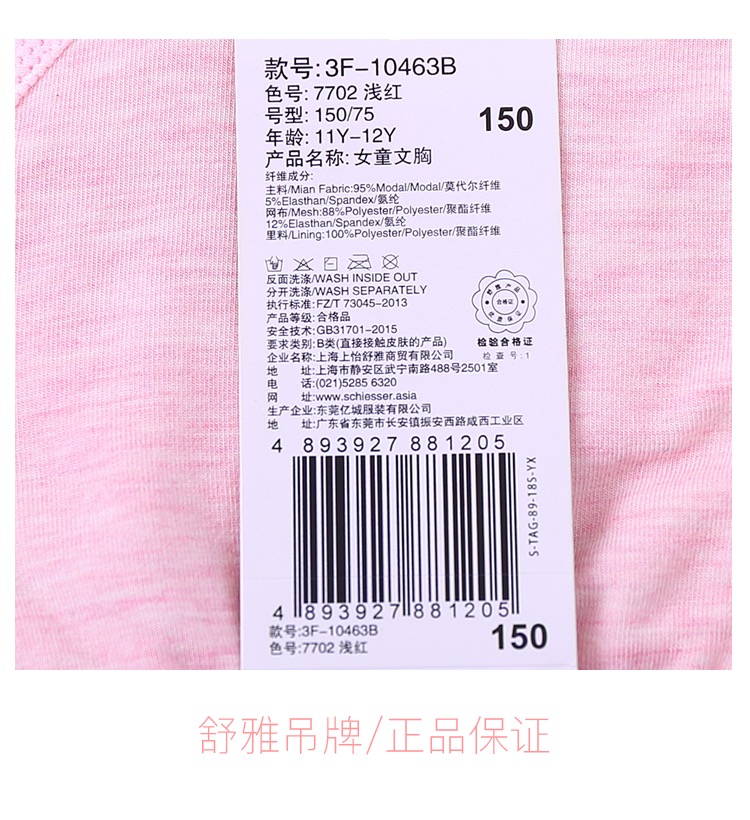 款号:3F-10463B
色号:7702 浅红
号型:150/75
150
年龄:11Y-12Y
产品名称:女童文胸
纤维成分:
主料/Mian Fabric:95%Modal/Modal/莫代尔纤维
5%Elasthan/Spandex/氨纶
网布/Mesh:88%Polyester/Polyester/聚酯纤维
12%Elasthan/Spandex/氨纶
里料/Lining:100%Polyester/Polyester/聚酯纤维
反面洗涤/WASH INSIDE OUT
分开洗涤/WASH SEPARATELY
执行标准:FZ/T 73045-2013
产品等级:合格品
安全技术:GB31701-2015
要求类别:B类(直接接触皮肤的产品)
企业名称:上海上怡舒雅商贸有限公司
地 址:上海市静安区武宁南路488号2501室
电 话:(021)5285 6320
网 址:www.schiesser.asia
生产企业:东莞亿城服装有限公司
地 址:广东省东莞市长安镇振安西路咸西工业区
合格证
检验合格证
检查号:1
4 893927 881205
S-TAG-89-18S-YX
4 893927 881205
款号:3F-10463B
色号:7702 浅红
150
舒雅吊牌/正品保证